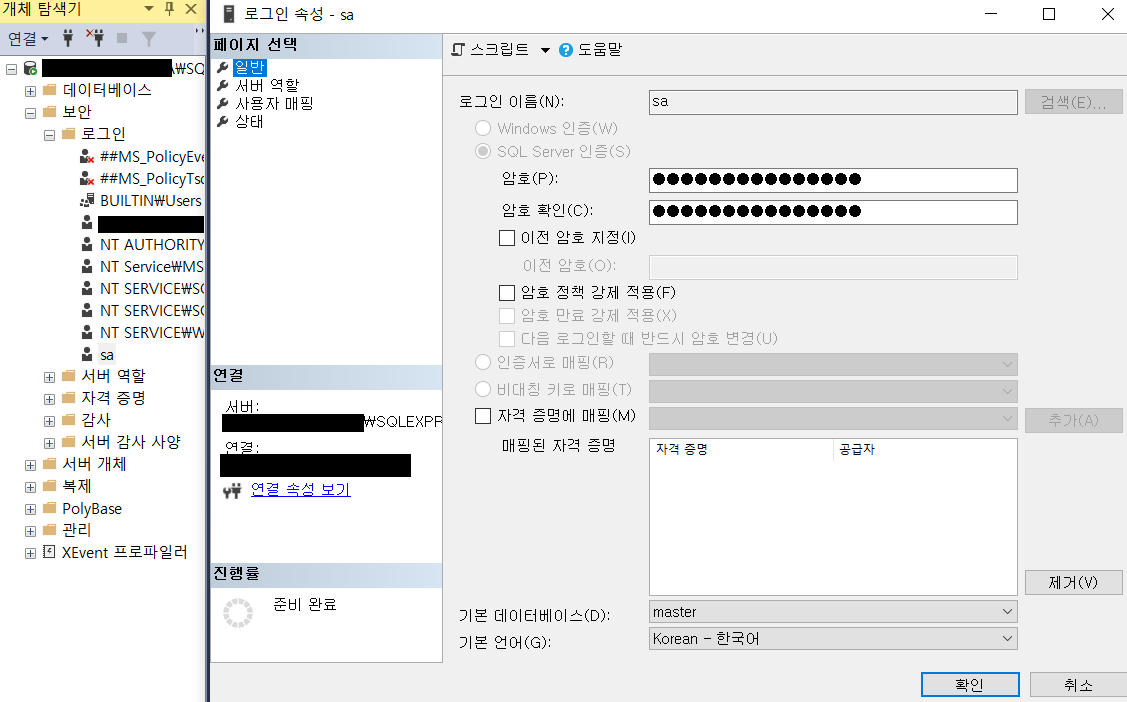 개체 탐색기
연결
₩SQ
데이터베이스
보안
로그인
##MS_PolicyEve
##MS_PolicyTsq
BUILTIN₩Users
NT AUTHORITY
NT Service₩MS
NT SERVICE₩SQ
NT SERVICE₩SQ
NT SERVICE₩W
sa
서버 역할
자격 증명
감사
서버 감사 사양
서버 개체
복제
PolyBase
관리
XEvent 프로파일러
로그인 속성 - sa
페이지 선택
일반
서버 역할
사용자 매핑
상태
연결
서버:
₩SQLEXPR
연결:
연결 속성 보기
진행률
준비 완료
스크립트 도움말
로그인 이름(N): sa 검색(E)...
Windows 인증(W)
SQL Server 인증(S)
암호(P): ●●●●●●●●●●●●●●●
암호 확인(C): ●●●●●●●●●●●●●●●
이전 암호 지정(I)
이전 암호(O):
암호 정책 강제 적용(F)
암호 만료 강제 적용(X)
다음 로그인할 때 반드시 암호 변경(U)
인증서로 매핑(R)
비대칭 키로 매핑(T)
자격 증명에 매핑(M) 추가(A)
매핑된 자격 증명 자격 증명 공급자
제거(V)
기본 데이터베이스(D): master
기본 언어(G): Korean - 한국어
확인 취소